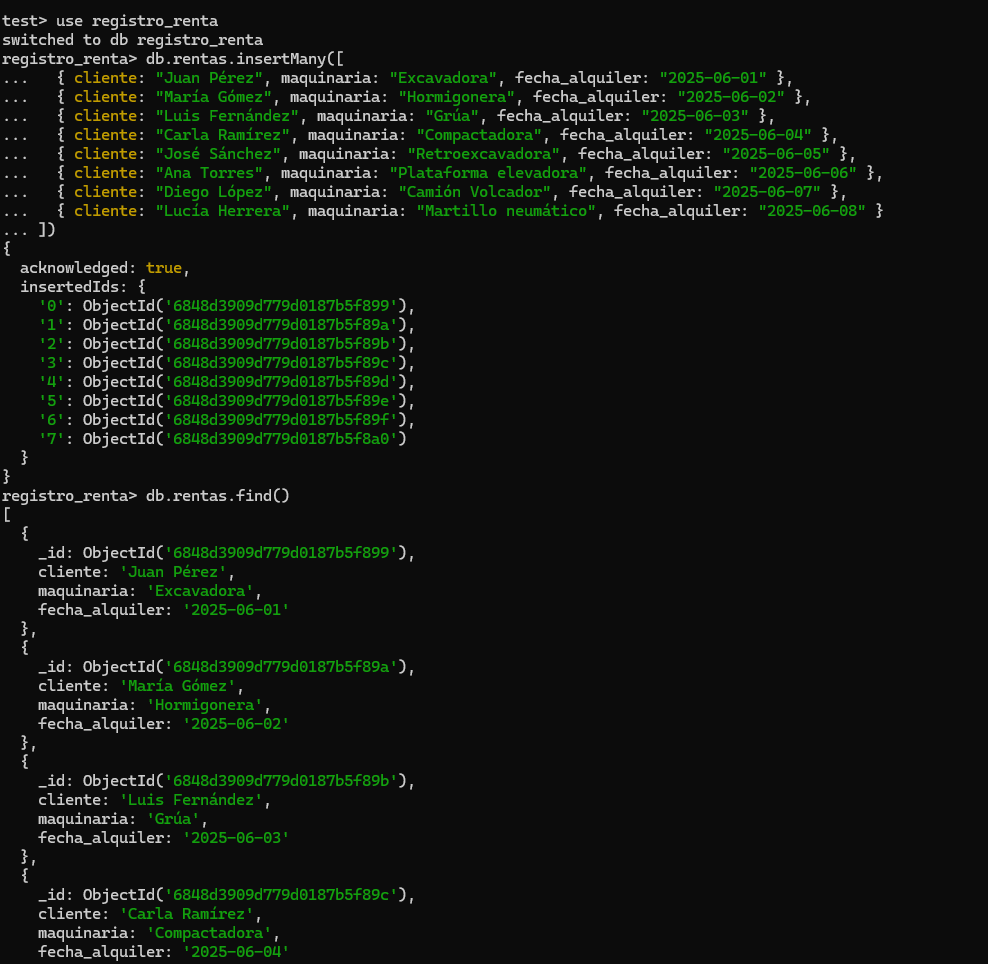 test> use registro_renta
switched to db registro_renta
registro_renta> db.rentas.insertMany([
...   { cliente: "Juan Pérez", maquinaria: "Excavadora", fecha_alquiler: "2025-06-01" },
...   { cliente: "María Gómez", maquinaria: "Hormigonera", fecha_alquiler: "2025-06-02" },
...   { cliente: "Luis Fernández", maquinaria: "Grúa", fecha_alquiler: "2025-06-03" },
...   { cliente: "Carla Ramírez", maquinaria: "Compactadora", fecha_alquiler: "2025-06-04" },
...   { cliente: "José Sánchez", maquinaria: "Retroexcavadora", fecha_alquiler: "2025-06-05" },
...   { cliente: "Ana Torres", maquinaria: "Plataforma elevadora", fecha_alquiler: "2025-06-06" },
...   { cliente: "Diego López", maquinaria: "Camión Volcador", fecha_alquiler: "2025-06-07" },
...   { cliente: "Lucía Herrera", maquinaria: "Martillo neumático", fecha_alquiler: "2025-06-08" }
... ])
{
  acknowledged: true,
  insertedIds: {
    '0': ObjectId('6848d3909d779d0187b5f899'),
    '1': ObjectId('6848d3909d779d0187b5f89a'),
    '2': ObjectId('6848d3909d779d0187b5f89b'),
    '3': ObjectId('6848d3909d779d0187b5f89c'),
    '4': ObjectId('6848d3909d779d0187b5f89d'),
    '5': ObjectId('6848d3909d779d0187b5f89e'),
    '6': ObjectId('6848d3909d779d0187b5f89f'),
    '7': ObjectId('6848d3909d779d0187b5f8a0')
  }
}
registro_renta> db.rentas.find()
[
  {
    _id: ObjectId('6848d3909d779d0187b5f899'),
    cliente: 'Juan Pérez',
    maquinaria: 'Excavadora',
    fecha_alquiler: '2025-06-01'
  },
  {
    _id: ObjectId('6848d3909d779d0187b5f89a'),
    cliente: 'María Gómez',
    maquinaria: 'Hormigonera',
    fecha_alquiler: '2025-06-02'
  },
  {
    _id: ObjectId('6848d3909d779d0187b5f89b'),
    cliente: 'Luis Fernández',
    maquinaria: 'Grúa',
    fecha_alquiler: '2025-06-03'
  },
  {
    _id: ObjectId('6848d3909d779d0187b5f89c'),
    cliente: 'Carla Ramírez',
    maquinaria: 'Compactadora',
    fecha_alquiler: '2025-06-04'